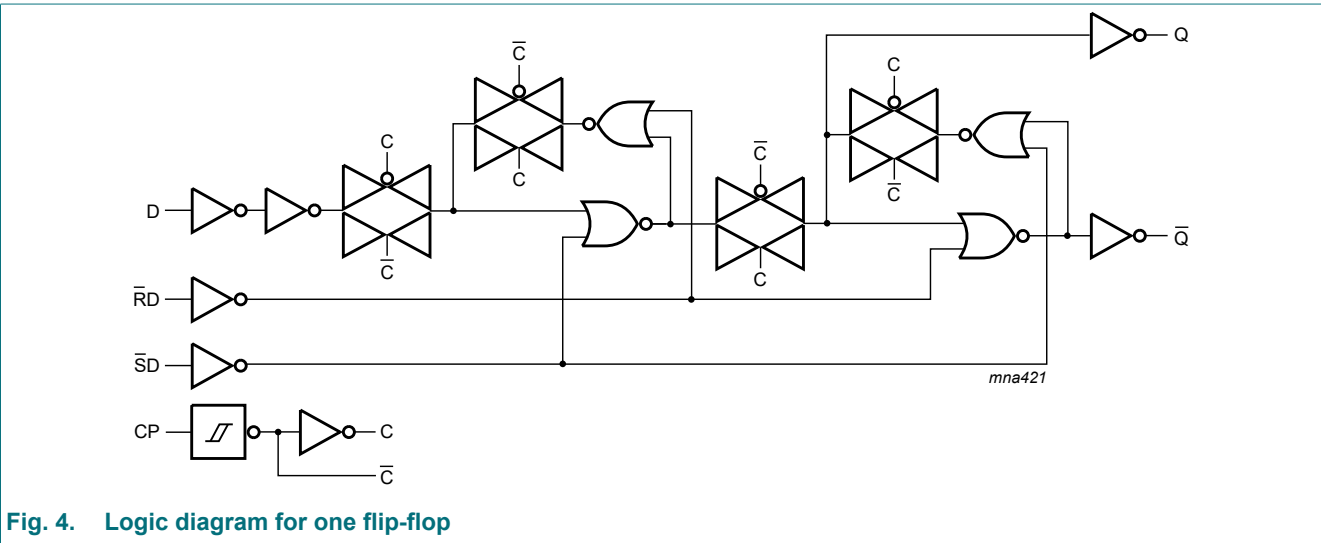 Q
C̅
C
C
C
C̅
C̅
D
C̅
C
Q̅
R̅D
S̅D
mna421
CP
C
C̅
Fig. 4. Logic diagram for one flip-flop